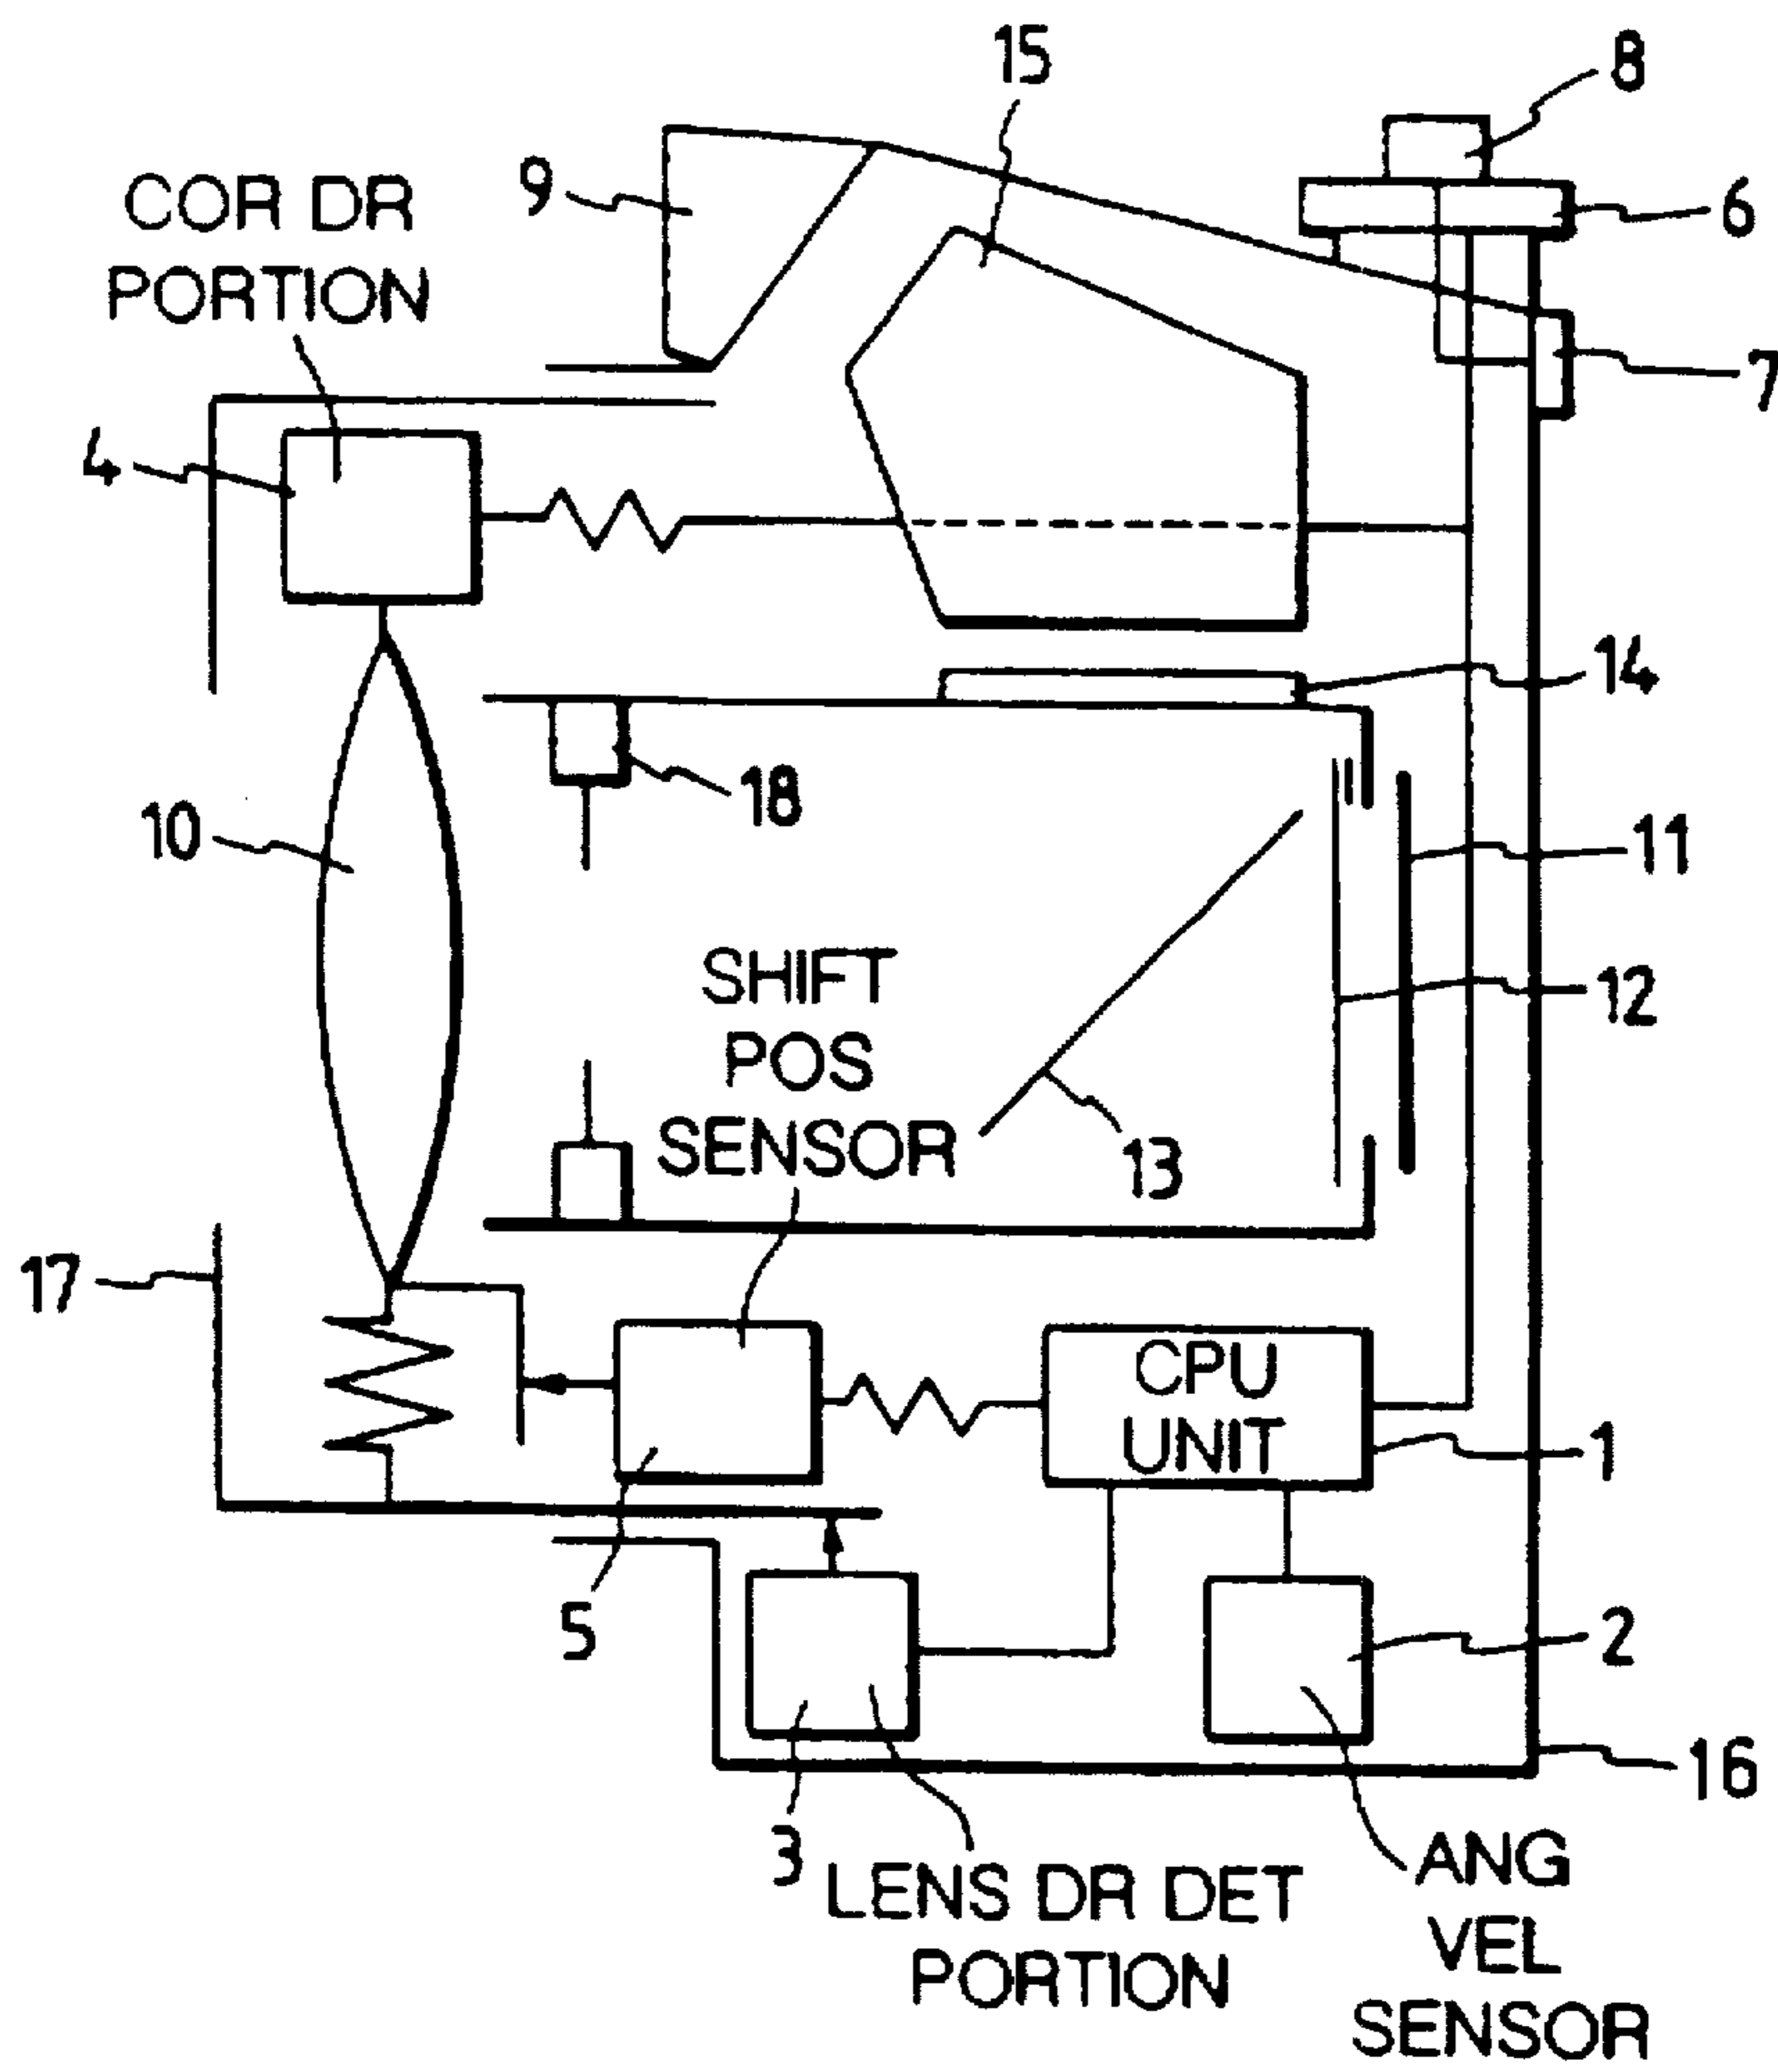 15
8
9
COR DR
PORTION
6
7
4
14
18
10
11
SHIFT
POS
SENSOR
12
13
17
CPU
UNIT
1
5
2
16
3
LENS DR DET
PORTION
ANG
VEL
SENSOR